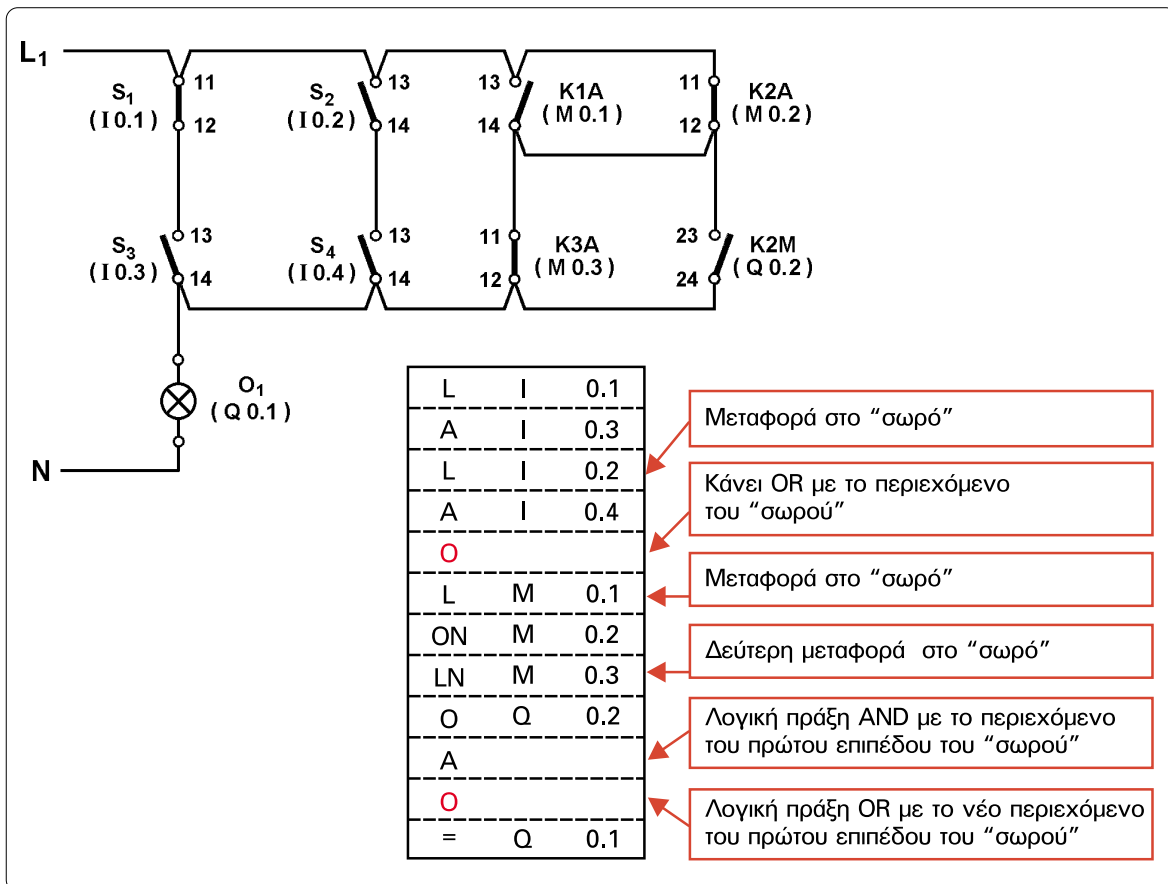 L1
11
S1
(I 0.1)
12
13
S2
(I 0.2)
14
13
K1A
(M 0.1)
14
11
K2A
(M 0.2)
12
13
S3
(I 0.3)
14
13
S4
(I 0.4)
14
11
K3A
(M 0.3)
12
23
K2M
(Q 0.2)
24
O1
(Q 0.1)
N
L I 0.1
A I 0.3
L I 0.2
A I 0.4
O
L M 0.1
ON M 0.2
LN M 0.3
O Q 0.2
A
O
= Q 0.1
Μεταφορά στο “σωρό”
Κάνει OR με το περιεχόμενο
του “σωρού”
Μεταφορά στο “σωρό”
Δεύτερη μεταφορά στο “σωρό”
Λογική πράξη AND με το περιεχόμενο
του πρώτου επιπέδου του “σωρού”
Λογική πράξη OR με το νέο περιεχόμενο
του πρώτου επιπέδου του “σωρού”